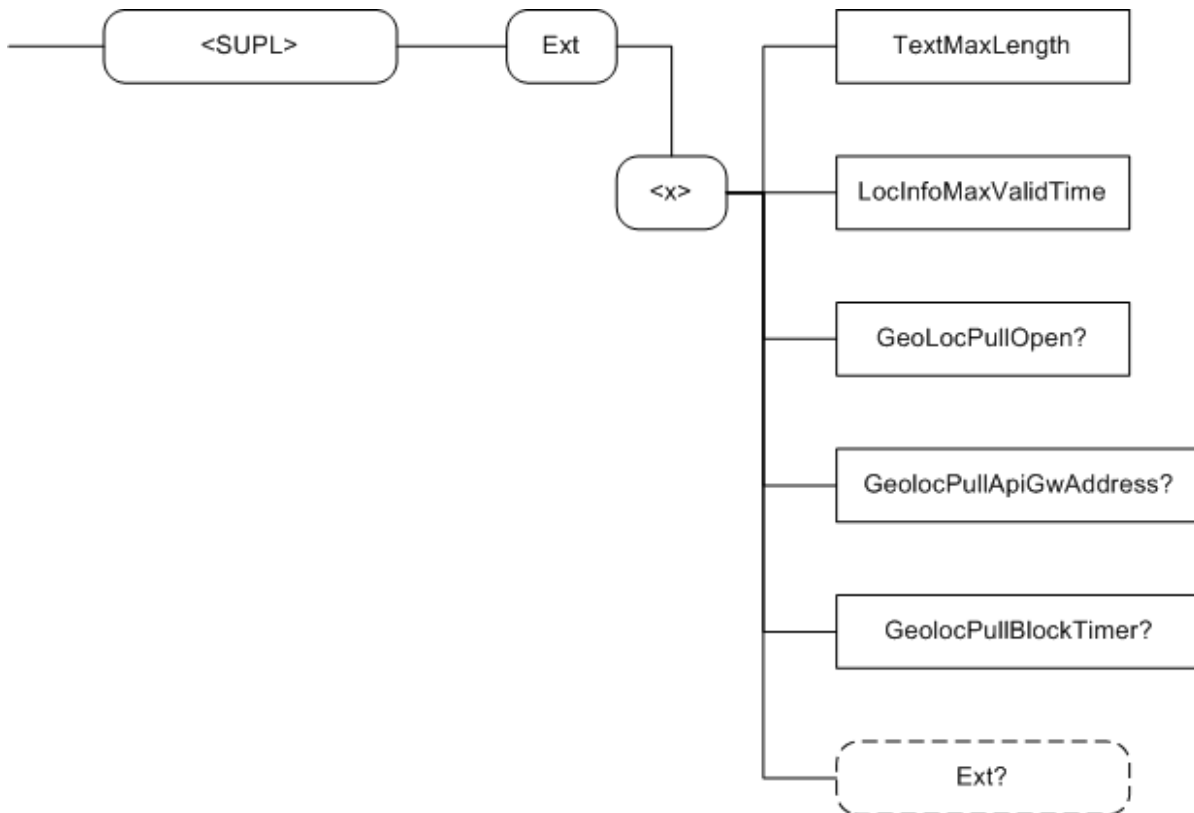 <SUPL>
Ext
TextMaxLength
<x>
LocInfoMaxValidTime
GeoLocPullOpen?
GeolocPullApiGwAddress?
GeolocPullBlockTimer?
Ext?